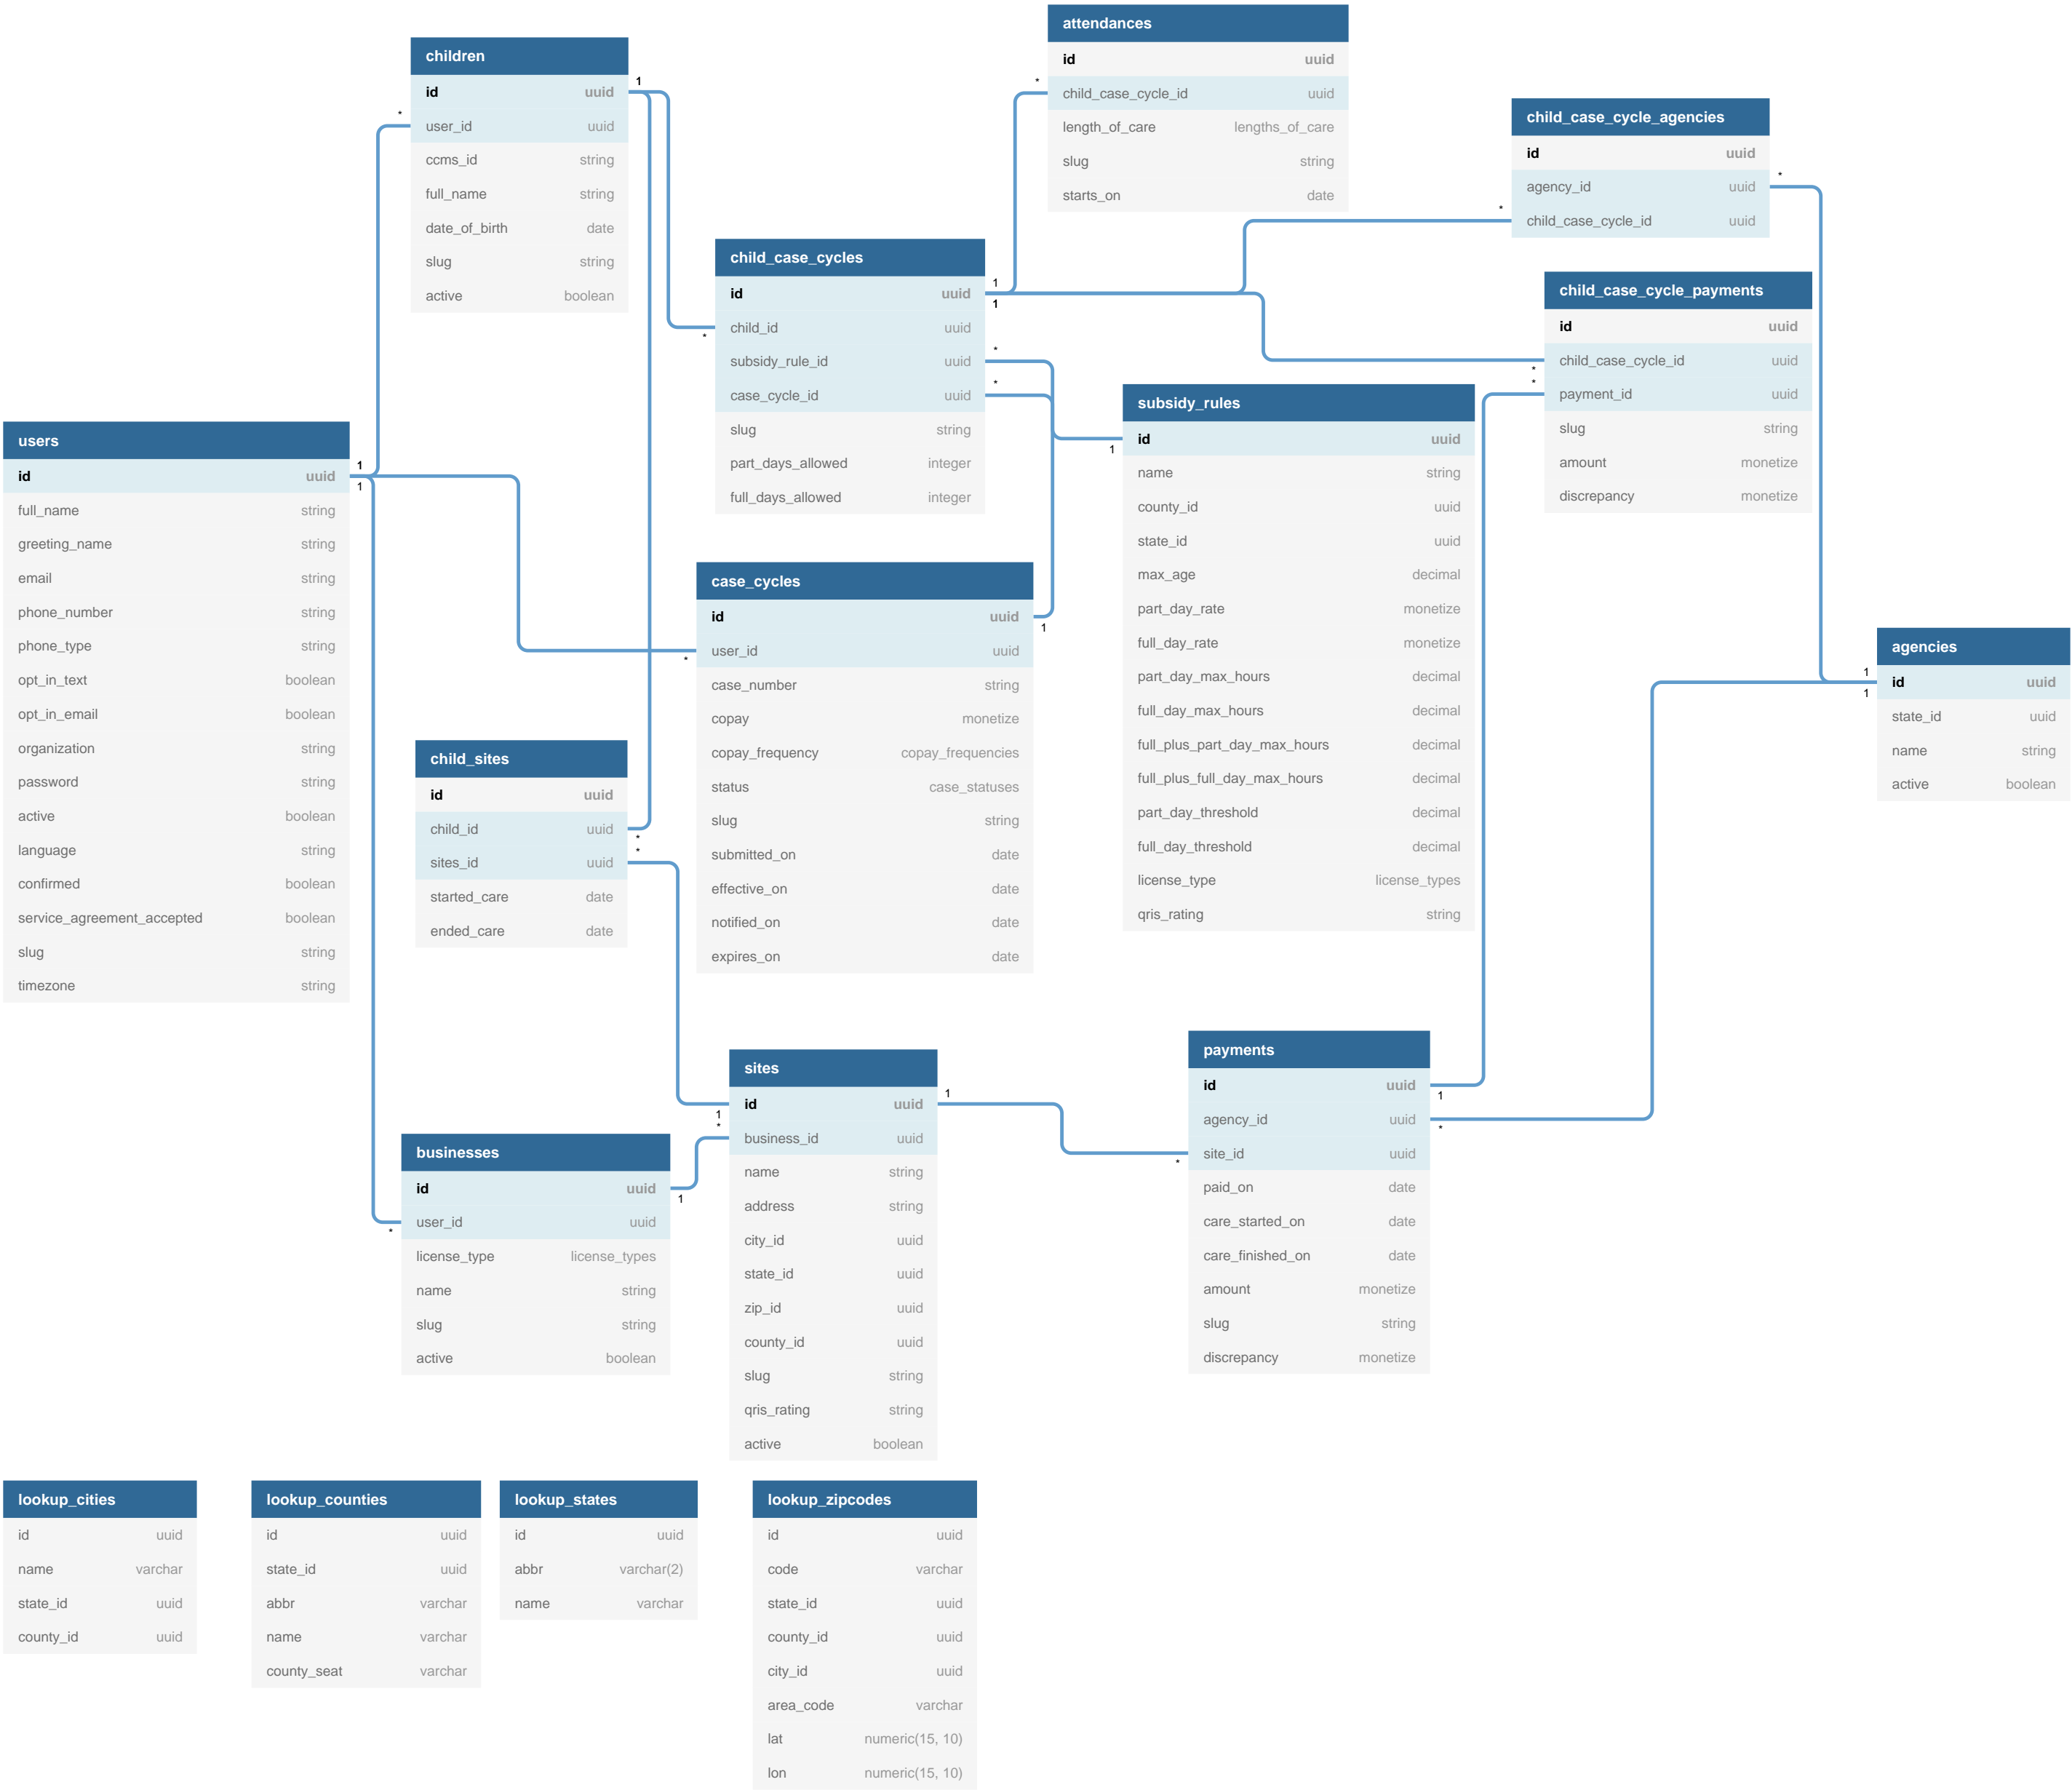 attendances
id uuid
child_case_cycle_id uuid
length_of_care lengths_of_care
slug string
starts_on date
children
id uuid
user_id uuid
ccms_id string
full_name string
date_of_birth date
slug string
active boolean
1
*
*
child_case_cycle_agencies
id uuid
agency_id uuid
child_case_cycle_id uuid
*
*
child_case_cycles
id uuid
child_id uuid
subsidy_rule_id uuid
case_cycle_id uuid
slug string
part_days_allowed integer
full_days_allowed integer
1
1
*
*
*
child_case_cycle_payments
id uuid
child_case_cycle_id uuid
payment_id uuid
slug string
amount monetize
discrepancy monetize
*
*
subsidy_rules
id uuid
name string
county_id uuid
state_id uuid
max_age decimal
part_day_rate monetize
full_day_rate monetize
part_day_max_hours decimal
full_day_max_hours decimal
full_plus_part_day_max_hours decimal
full_plus_full_day_max_hours decimal
part_day_threshold decimal
full_day_threshold decimal
license_type license_types
qris_rating string
1
users
id uuid
full_name string
greeting_name string
email string
phone_number string
phone_type string
opt_in_text boolean
opt_in_email boolean
organization string
password string
active boolean
language string
confirmed boolean
service_agreement_accepted boolean
slug string
timezone string
1
1
case_cycles
id uuid
user_id uuid
case_number string
copay monetize
copay_frequency copay_frequencies
status case_statuses
slug string
submitted_on date
effective_on date
notified_on date
expires_on date
1
*
agencies
id uuid
state_id uuid
name string
active boolean
1
1
child_sites
id uuid
child_id uuid
sites_id uuid
started_care date
ended_care date
*
*
sites
id uuid
business_id uuid
name string
address string
city_id uuid
state_id uuid
zip_id uuid
county_id uuid
slug string
qris_rating string
active boolean
1
1
*
payments
id uuid
agency_id uuid
site_id uuid
paid_on date
care_started_on date
care_finished_on date
amount monetize
slug string
discrepancy monetize
1
*
*
businesses
id uuid
user_id uuid
license_type license_types
name string
slug string
active boolean
1
*
lookup_cities
id uuid
name varchar
state_id uuid
county_id uuid
lookup_counties
id uuid
state_id uuid
abbr varchar
name varchar
county_seat varchar
lookup_states
id uuid
abbr varchar(2)
name varchar
lookup_zipcodes
id uuid
code varchar
state_id uuid
county_id uuid
city_id uuid
area_code varchar
lat numeric(15, 10)
lon numeric(15, 10)